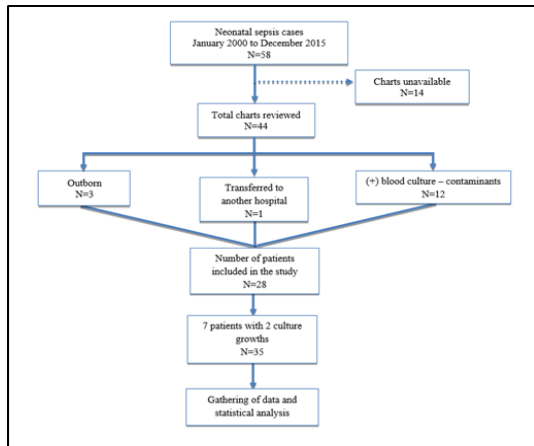 Neonatal sepsis cases
January 2000 to December 2015
N=58
Charts unavailable
N=14
Total charts reviewed
N=44
Outborn
N=3
Transferred to
another hospital
N=1
(+) blood culture – contaminants
N=12
Number of patients
included in the study
N=28
7 patients with 2 culture
growths
N=35
Gathering of data and
statistical analysis